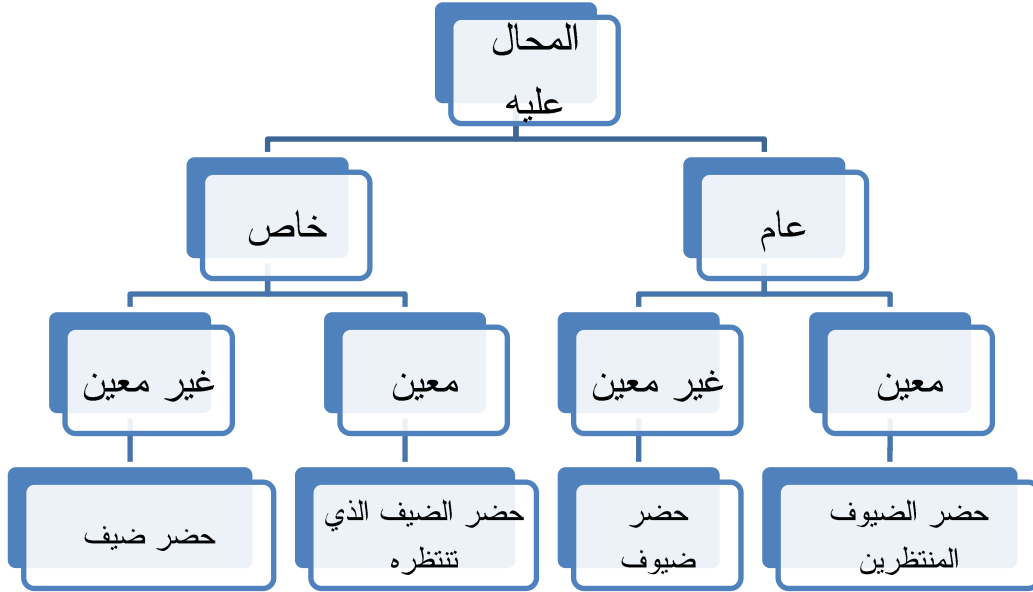 المحال
عليه
عام
خاص
معين
غير معين
معين
غير معين
حضر الضيوف
المنتظرين
حضر
ضيوف
حضر الضيف الذي
تنتظره
حضر ضيف